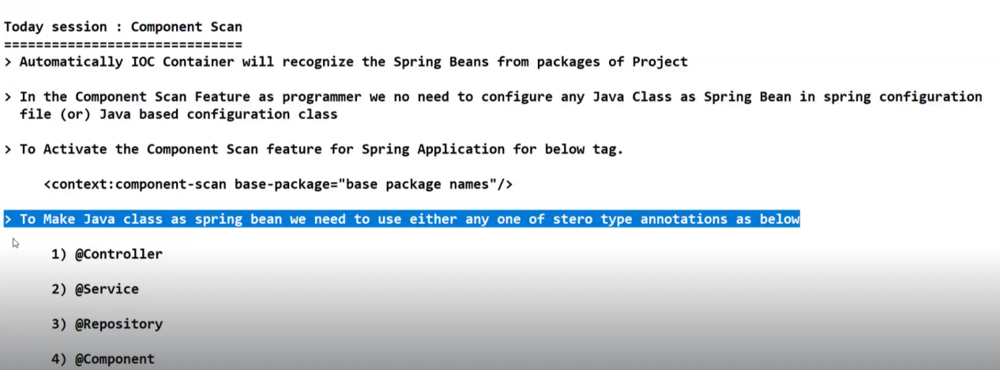 Today session : Component Scan
==============================
> Automatically IOC Container will recognize the Spring Beans from packages of Project
> In the Component Scan Feature as programmer we no need to configure any Java Class as Spring Bean in spring configuration
file (or) Java based configuration class
> To Activate the Component Scan feature for Spring Application for below tag.
<context:component-scan base-package="base package names"/>
> To Make Java class as spring bean we need to use either any one of stero type annotations as below
1) @Controller
2) @Service
3) @Repository
4) @Component